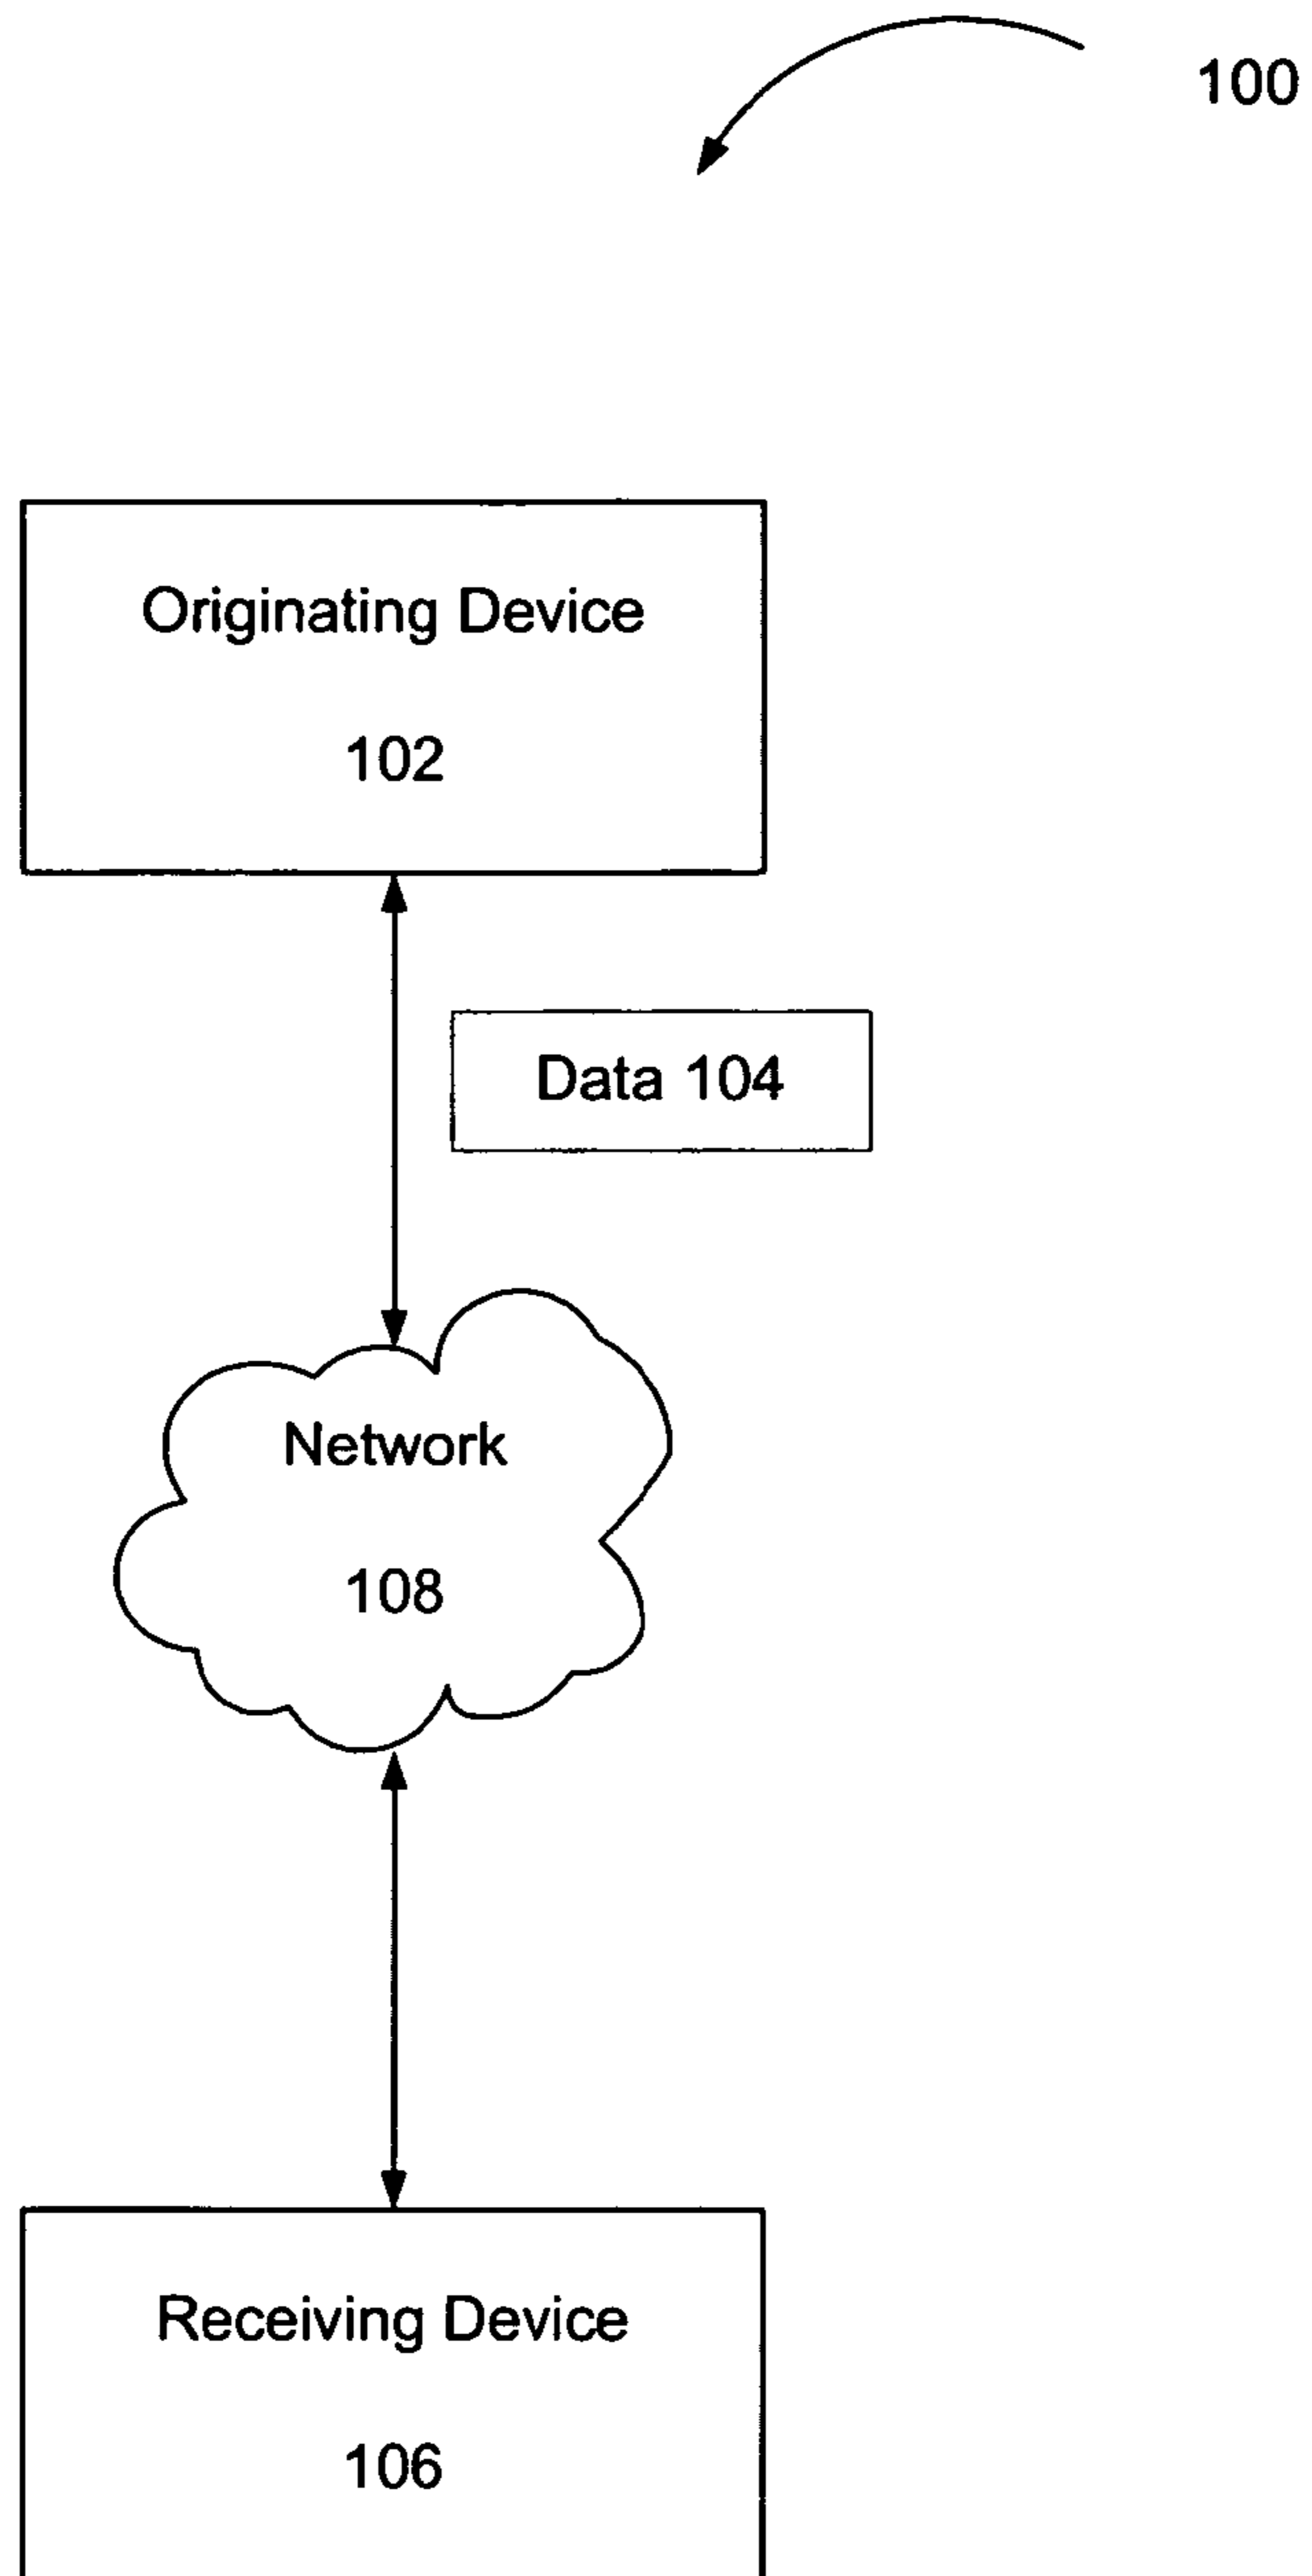 100
Originating Device
102
Data 104
Network
108
Receiving Device
106